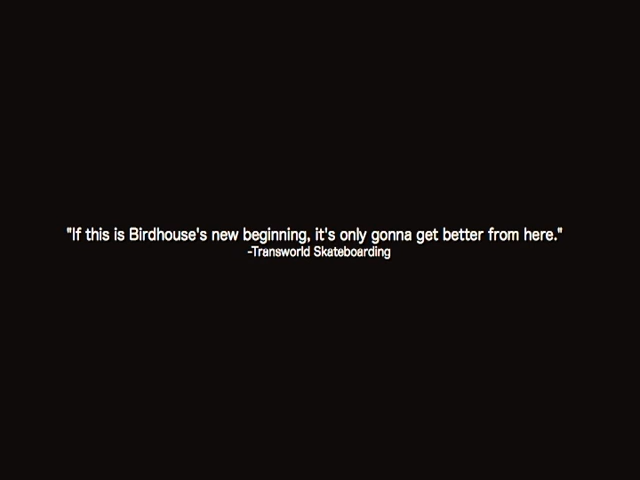 "If this is Birdhouse's new beginning, it's only gonna get better from here."
-Transworld Skateboarding